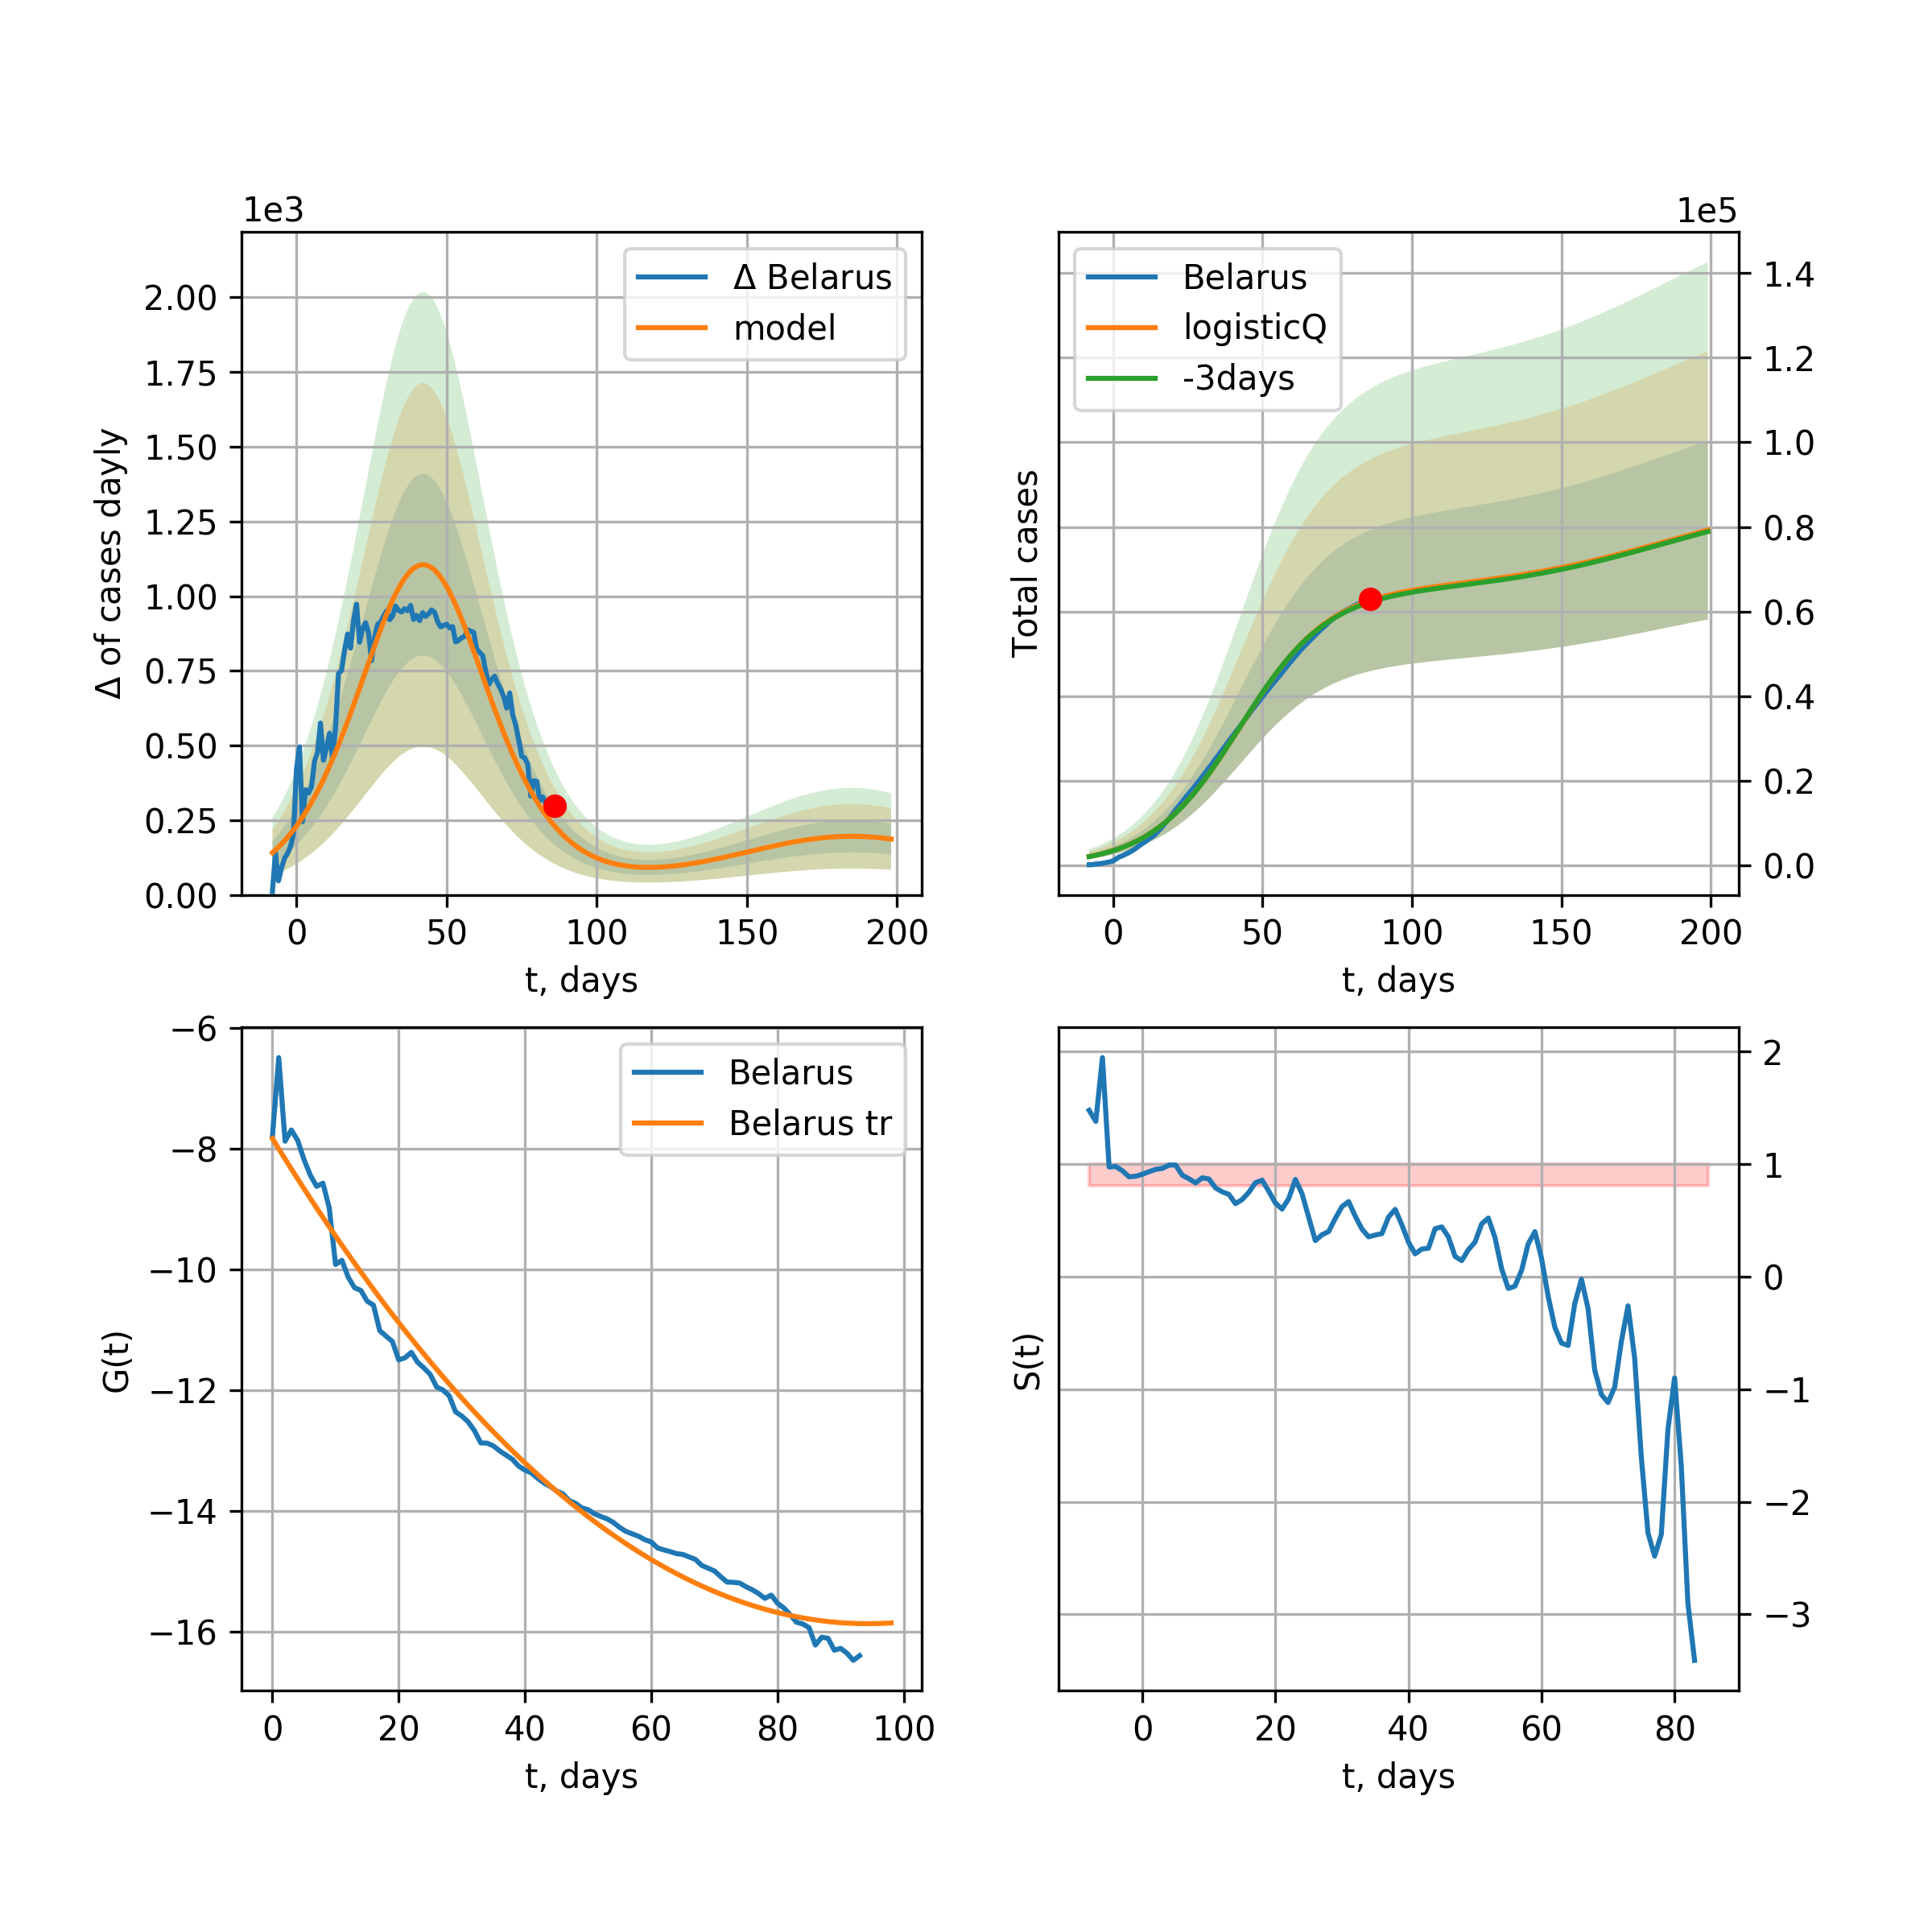 1e3
Δ Belarus
model
2.00
1.75
1.50
1.25
1.00
0.75
0.50
0.25
0.00
Δ of cases dayly
0 50 100 150 200
t, days
1e5
Belarus
logisticQ
-3days
1.4
1.2
1.0
0.8
0.6
0.4
0.2
0.0
Total cases
0 50 100 150 200
t, days
Belarus
Belarus tr
−6
−8
−10
−12
−14
−16
G(t)
0 20 40 60 80 100
t, days
2
1
0
−1
−2
−3
S(t)
0 20 40 60 80
t, days